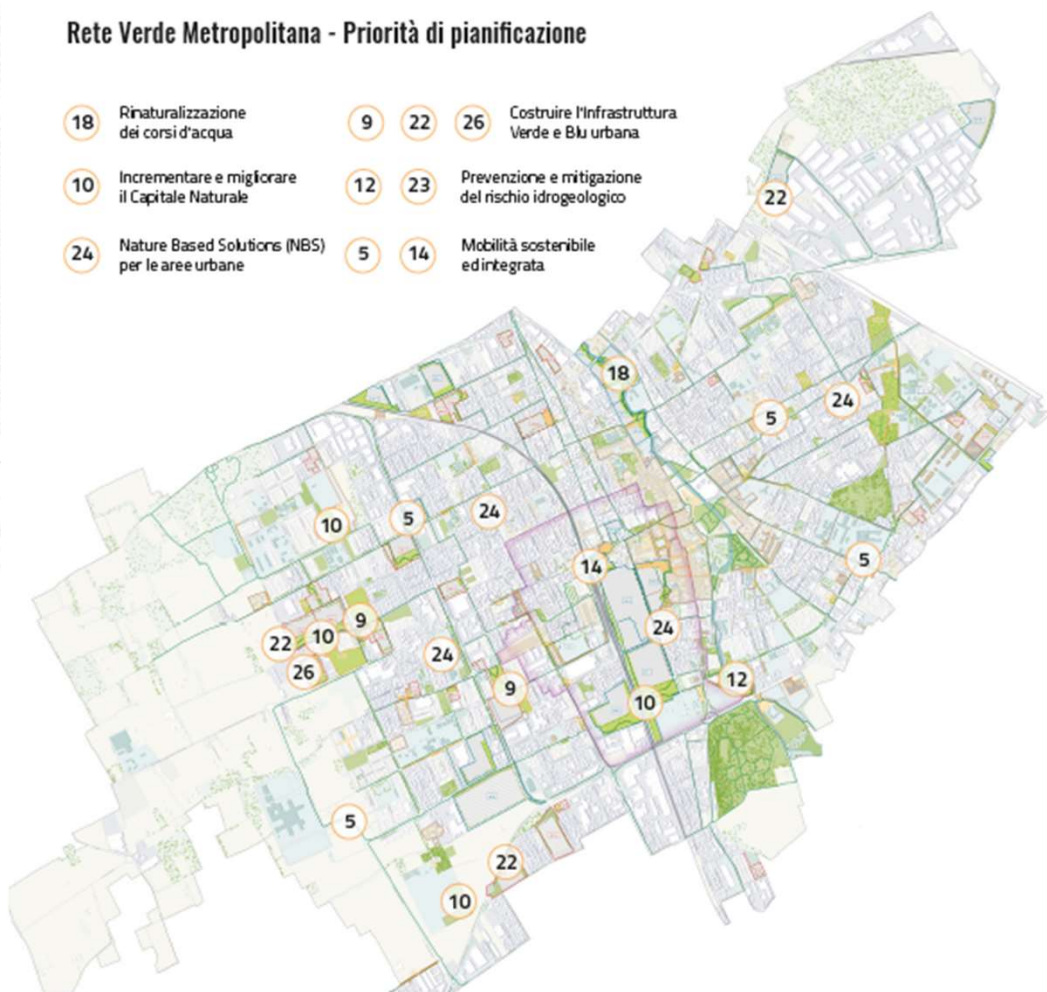 Rete Verde Metropolitana - Priorità di pianificazione
18 Rinaturalizzazione
dei corsi d'acqua
9 22 26 Costruire l'Infrastruttura
Verde e Blu urbana
10 Incrementare e migliorare
il Capitale Naturale
12 23 Prevenzione e mitigazione
del rischio idrogeologico
24 Nature Based Solutions (NBS)
per le aree urbane
5 14 Mobilità sostenibile
ed integrata
22
18
24
5
24
5
10
5
14
9
24
10
22
24
26
12
9
10
5
22
10